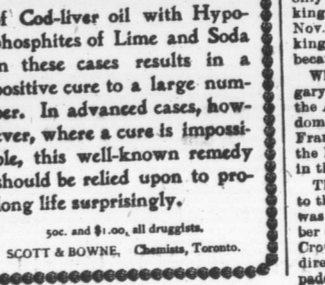 of Cod-liver oil with Hypo-
phosphites of Lime and Soda
in these cases results in a
positive cure to a large num-
ber. In advanced cases, how-
ever, where a cure is impossi-
ble, this well-known remedy
should be relied upon to pro-
long life surprisingly.
50c. and $1.00, all druggists.
SCOTT & BOWNE, Chemists, Toronto.
king
Nov.
king
beca
W
gary
the
dom
Fran
the
in th
T
to th
was
ber
Cro
dire
pad